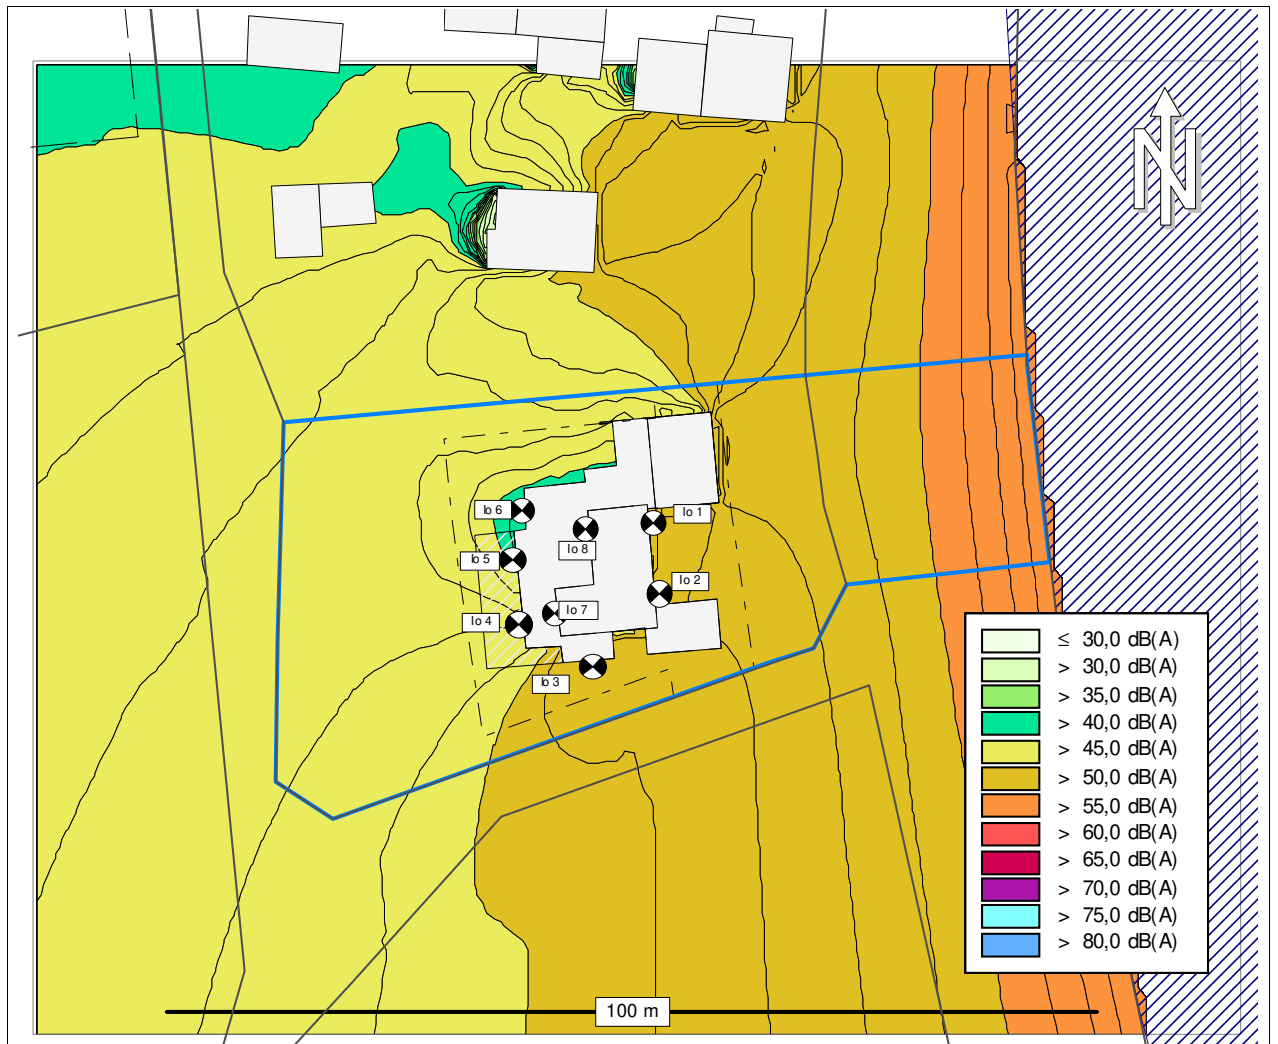 N
Io 1
Io 6
Io 8
Io 5
Io 2
Io 7
Io 4
Io 3
≤ 30,0 dB(A)
> 30,0 dB(A)
> 35,0 dB(A)
> 40,0 dB(A)
> 45,0 dB(A)
> 50,0 dB(A)
> 55,0 dB(A)
> 60,0 dB(A)
> 65,0 dB(A)
> 70,0 dB(A)
> 75,0 dB(A)
> 80,0 dB(A)
100 m